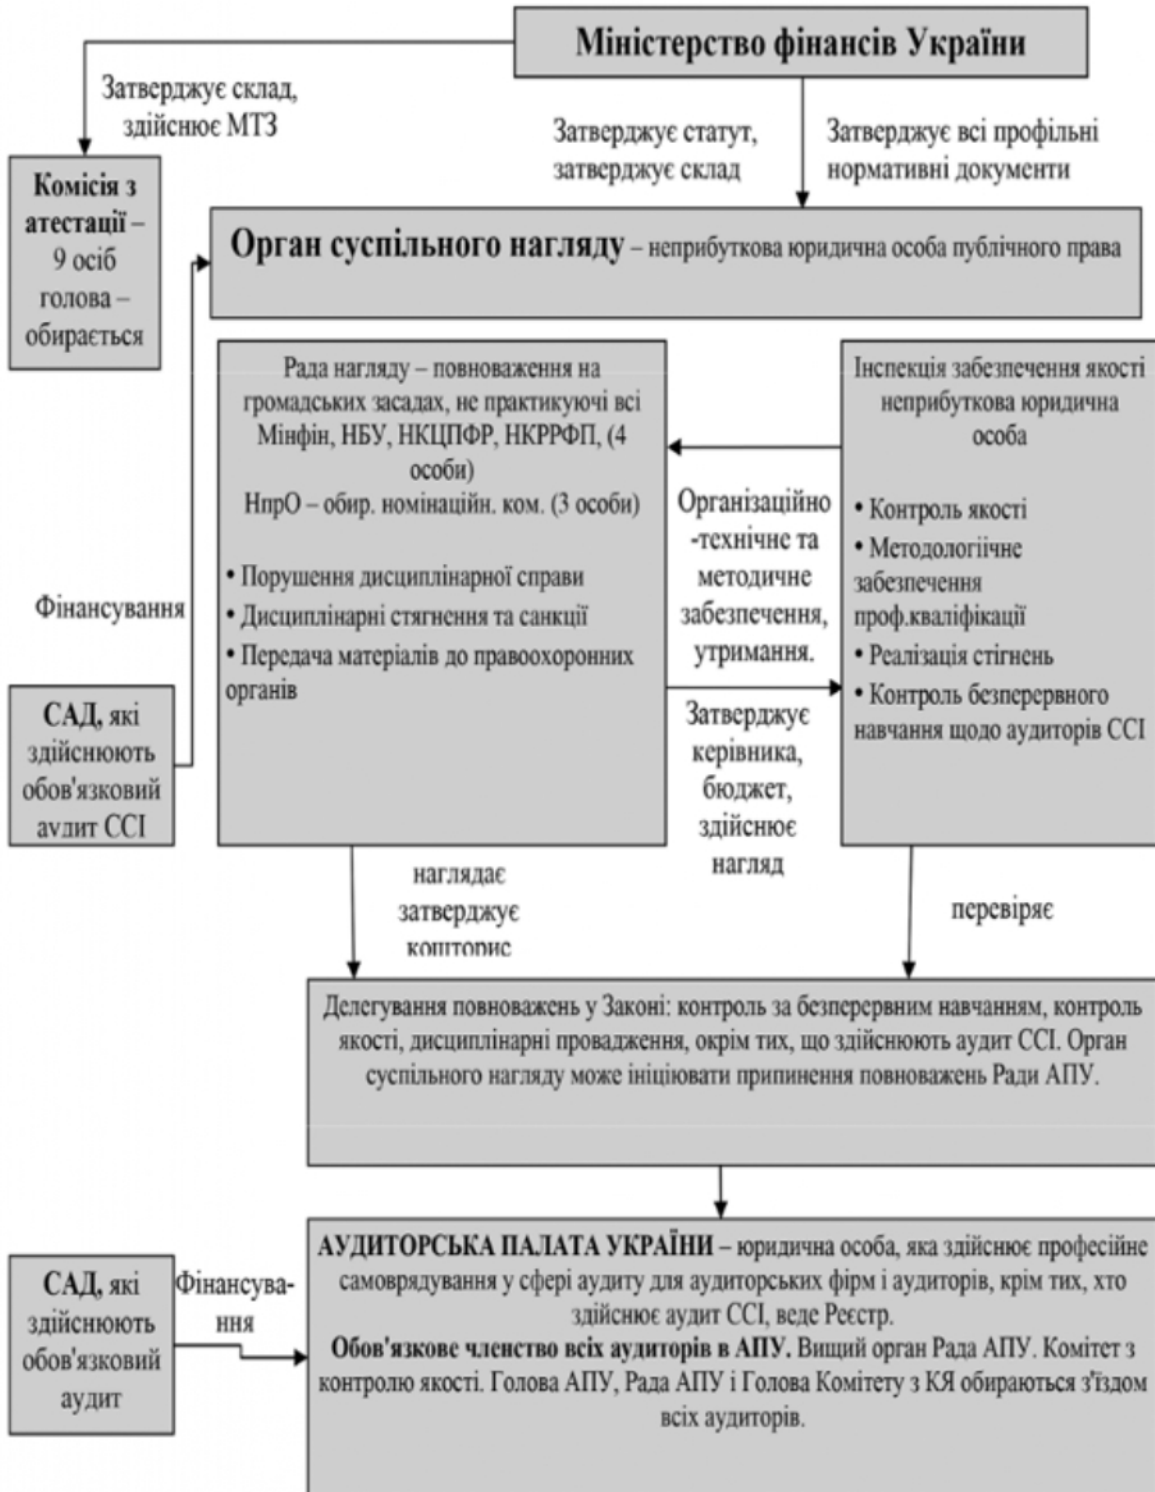 Міністерство фінансів України
Затверджує склад,
здійснює МТЗ
Затверджує статут,
затверджує склад
Затверджує всі профільні
нормативні документи
Комісія з
атестації –
9 осіб
голова –
обирається
Орган суспільного нагляду – неприбуткова юридична особа публічного права
Рада нагляду – повноваження на
громадських засадах, не практикуючі всі
Мінфін, НБУ, НКЦПФР, НКРРФП, (4
особи)
НпрО – обир. номінаційн. ком. (3 особи)
• Порушення дисциплінарної справи
• Дисциплінарні стягнення та санкції
• Передача матеріалів до правоохоронних
органів
Організаційно
-технічне та
методичне
забезпечення,
утримання.
Затверджує
керівника,
бюджет,
здійснює
нагляд
Інспекція забезпечення якості
неприбуткова юридична
особа
• Контроль якості
• Методологіічне
забезпечення
проф.кваліфікації
• Реалізація стігнень
• Контроль безперервного
навчання щодо аудиторів ССІ
Фінансування
САД, які
здійснюють
обов'язковий
аудит ССІ
наглядає
затверджує
кошторис
перевіряє
Делегування повноважень у Законі: контроль за безперервним навчанням, контроль
якості, дисциплінарні провадження, окрім тих, що здійснюють аудит ССІ. Орган
суспільного нагляду може ініціювати припинення повноважень Ради АПУ.
САД, які
здійснюють
обов'язковий
аудит
Фінансува-
ння
АУДИТОРСЬКА ПАЛАТА УКРАЇНИ – юридична особа, яка здійснює професійне
самоврядування у сфері аудиту для аудиторських фірм і аудиторів, крім тих, хто
здійснює аудит ССІ, веде Реєстр.
Обов'язкове членство всіх аудиторів в АПУ. Вищий орган Рада АПУ. Комітет з
контролю якості. Голова АПУ, Рада АПУ і Голова Комітету з КЯ обираються з'їздом
всіх аудиторів.